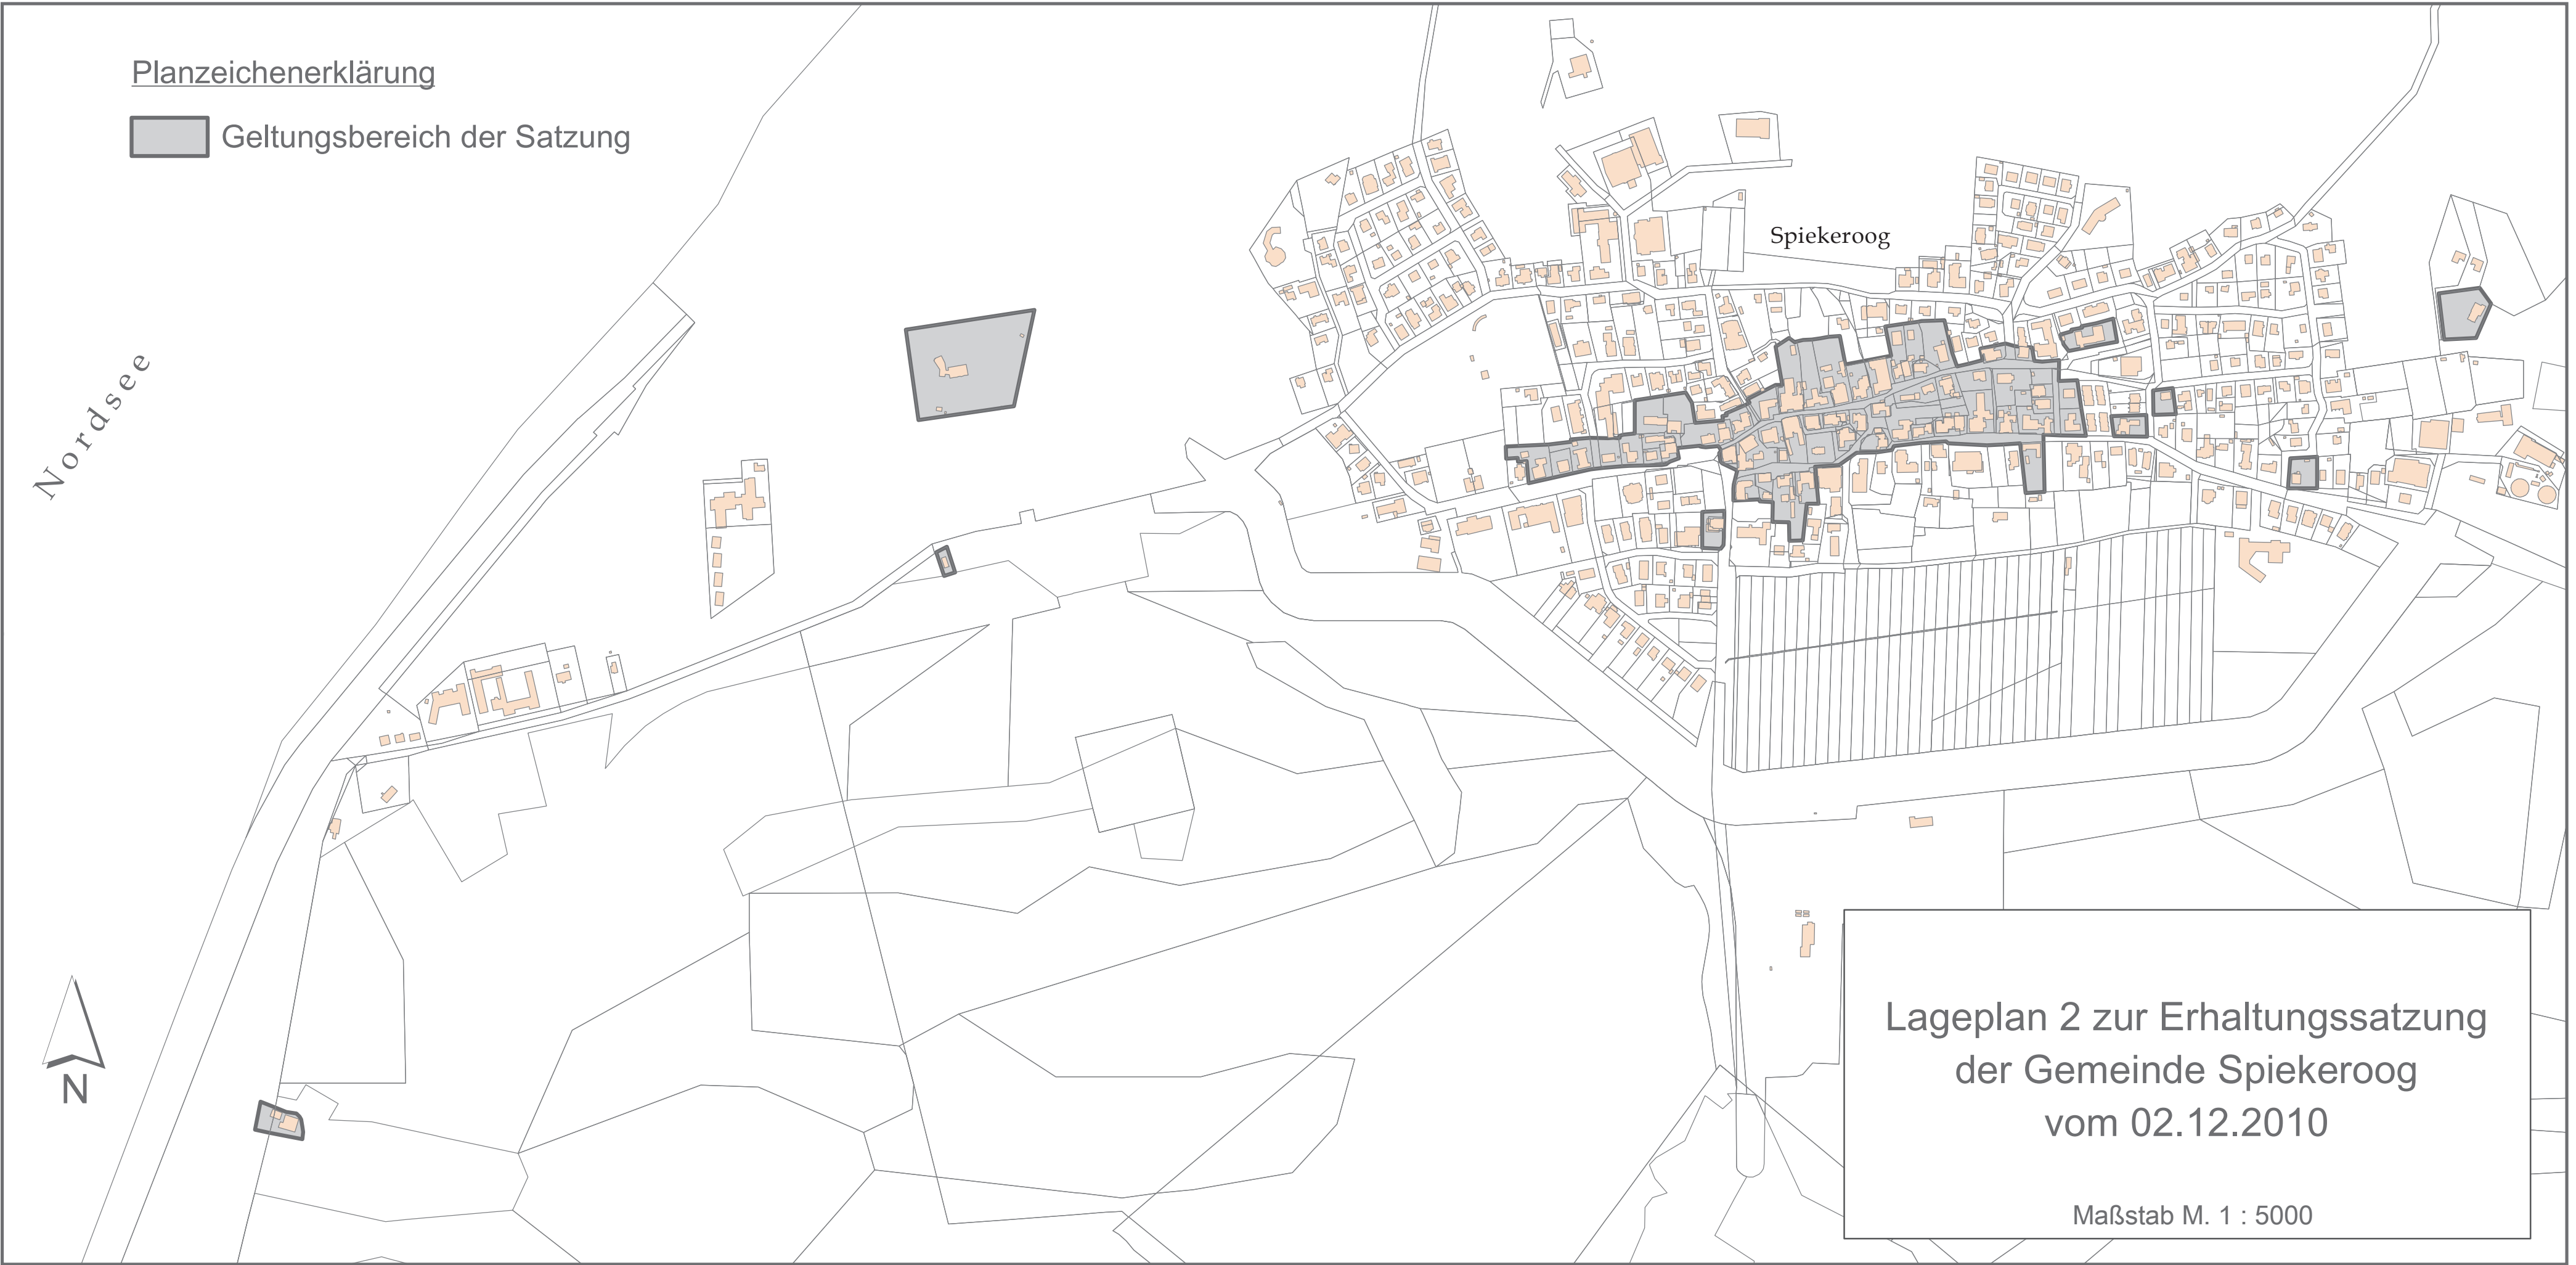 Planzeichenerklärung
Geltungsbereich der Satzung
Spiekeroog
Nordsee
N
Lageplan 2 zur Erhaltungssatzung
der Gemeinde Spiekeroog
vom 02.12.2010
Maßstab M. 1 : 5000